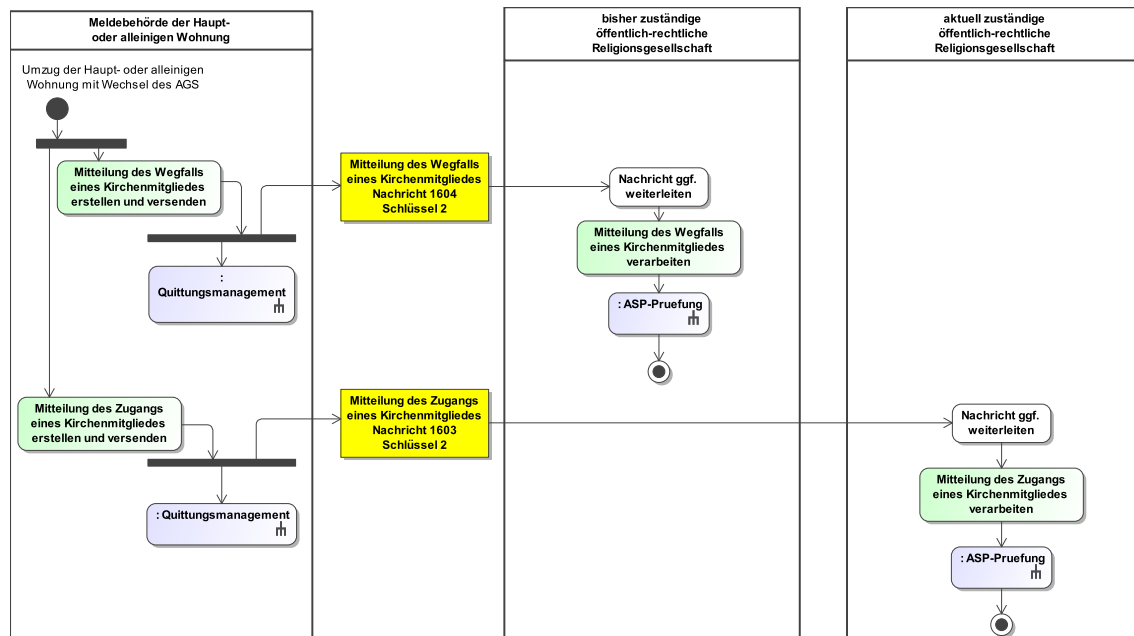 Meldebehörde der Haupt-
oder alleinigen Wohnung
bisher zuständige
öffentlich-rechtliche
Religionsgesellschaft
aktuell zuständige
öffentlich-rechtliche
Religionsgesellschaft
Umzug der Haupt- oder alleinigen
Wohnung mit Wechsel des AGS
Mitteilung des Wegfalls
eines Kirchenmitgliedes
erstellen und versenden
:
Quittungsmanagement
Mitteilung des Wegfalls
eines Kirchenmitgliedes
Nachricht 1604
Schlüssel 2
Nachricht ggf.
weiterleiten
Mitteilung des Wegfalls
eines Kirchenmitgliedes
verarbeiten
: ASP-Pruefung
Mitteilung des Zugangs
eines Kirchenmitgliedes
erstellen und versenden
: Quittungsmanagement
Mitteilung des Zugangs
eines Kirchenmitgliedes
Nachricht 1603
Schlüssel 2
Nachricht ggf.
weiterleiten
Mitteilung des Zugangs
eines Kirchenmitgliedes
verarbeiten
: ASP-Pruefung